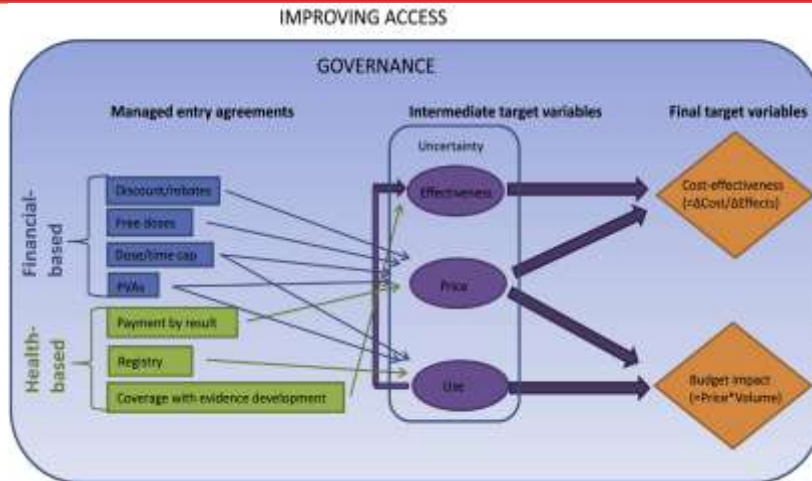 IMPROVING ACCESS
GOVERNANCE
Managed entry agreements
Intermediate target variables
Final target variables
Uncertainty
Financial-
based
Discount/rebates
Free doses
Dose/time cap
PVAs
Health-
based
Payment by result
Registry
Coverage with evidence development
Effectiveness
Price
Use
Cost-effectiveness
(=ΔCost/ΔEffects)
Budget Impact
(=Price*Volume)